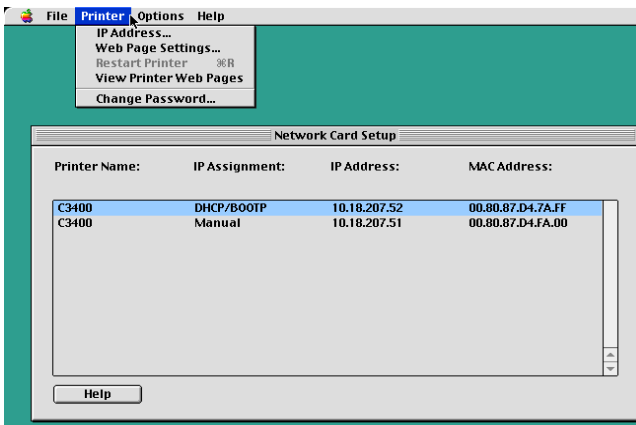 File Printer Options Help
IP Address...
Web Page Settings...
Restart Printer ⌘R
View Printer Web Pages
Change Password...
Network Card Setup
Printer Name: IP Assignment: IP Address: MAC Address:
C3400 DHCP/BOOTP 10.18.207.52 00.80.87.D4.7A.FF
C3400 Manual 10.18.207.51 00.80.87.D4.FA.00
Help